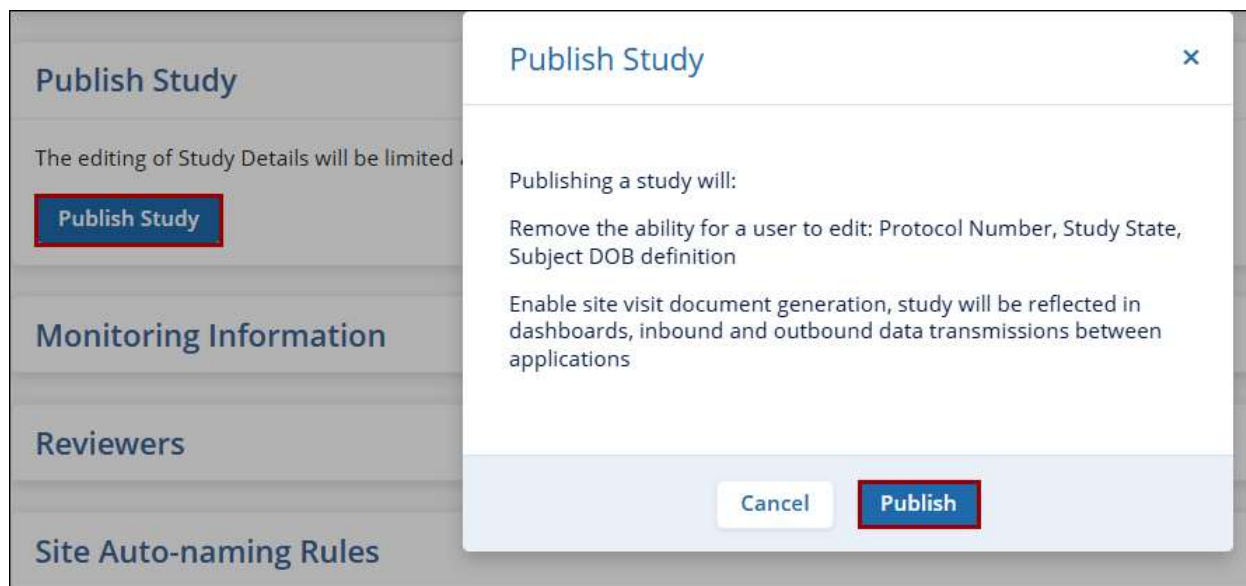 Publish Study
The editing of Study Details will be limited
Publish Study
Monitoring Information
Reviewers
Site Auto-naming Rules
Publish Study
Publishing a study will:
Remove the ability for a user to edit: Protocol Number, Study State,
Subject DOB definition
Enable site visit document generation, study will be reflected in
dashboards, inbound and outbound data transmissions between
applications
Cancel
Publish